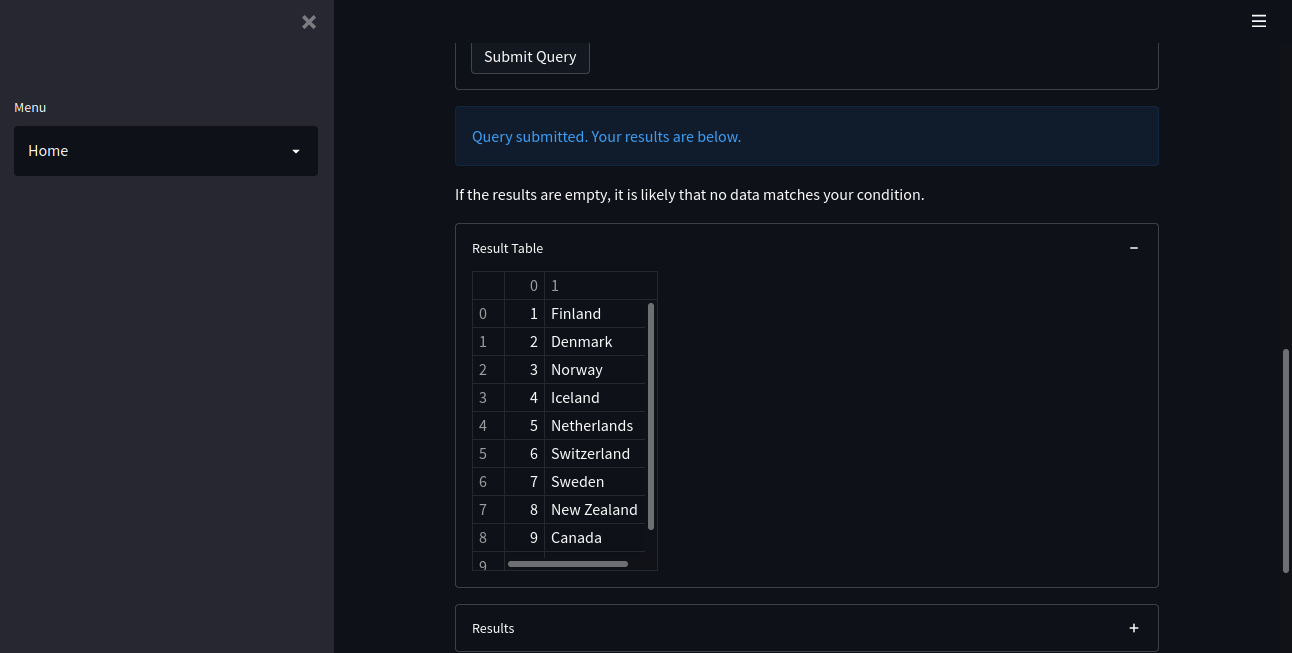 Menu
Home
Submit Query
Query submitted. Your results are below.
If the results are empty, it is likely that no data matches your condition.
Result Table
0 1
0 1 Finland
1 2 Denmark
2 3 Norway
3 4 Iceland
4 5 Netherlands
5 6 Switzerland
6 7 Sweden
7 8 New Zealand
8 9 Canada
9
Results